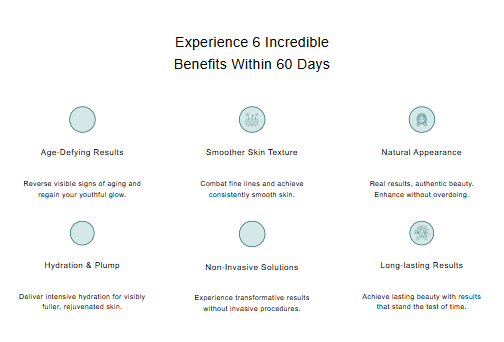 Experience 6 Incredible
Benefits Within 60 Days
Age-Defying Results
Reverse visible signs of aging and
regain your youthful glow.
Smoother Skin Texture
Combat fine lines and achieve
consistently smooth skin.
Natural Appearance
Real results, authentic beauty.
Enhance without overdoing.
Hydration & Plump
Deliver intensive hydration for visibly
fuller, rejuvenated skin.
Non-Invasive Solutions
Experience transformative results
without invasive procedures.
Long-lasting Results
Achieve lasting beauty with results
that stand the test of time.